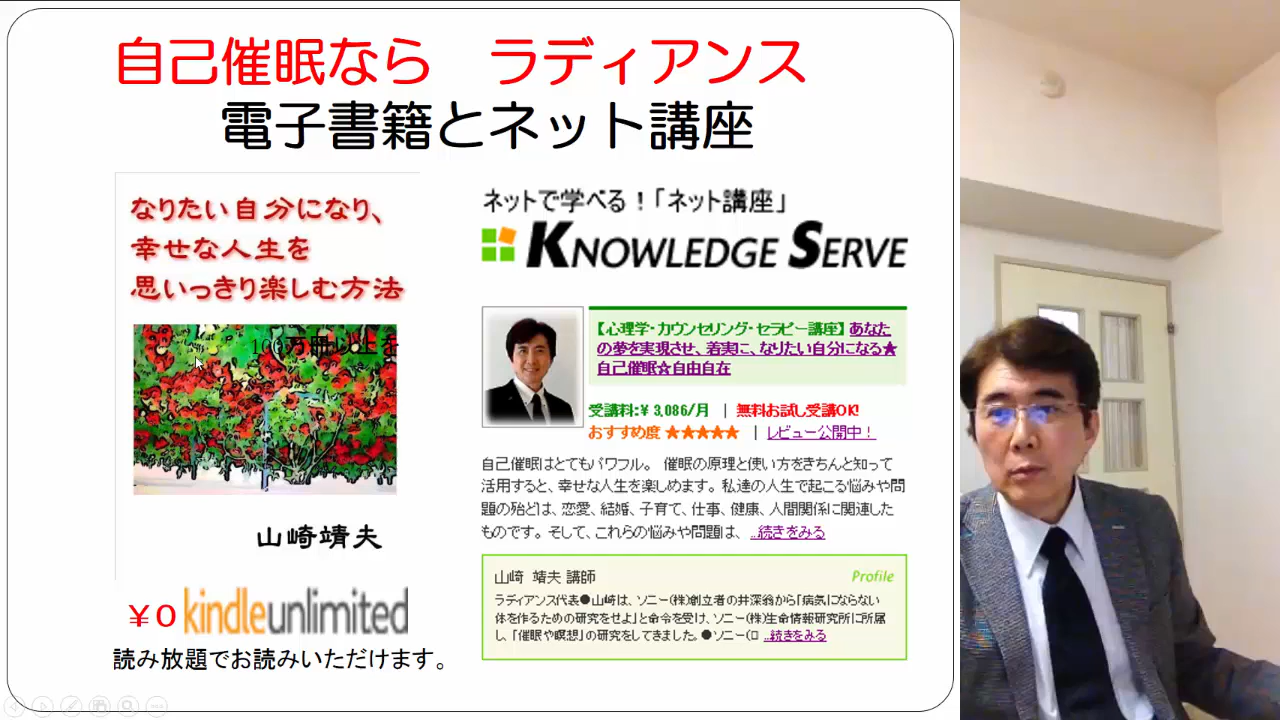 自己催眠なら　ラディアンス
電子書籍とネット講座
なりたい自分になり、
幸せな人生を
思いっきり楽しむ方法
山崎靖夫
￥０kindleunlimited
読み放題でお読みいただけます。
ネットで学べる！「ネット講座」
KNOWLEDGE SERVE
【心理学・カウンセリング・セラピー講座】あなた
の夢を実現させ、着実に、なりたい自分になる★
自己催眠☆自由自在
受講料:¥ 3,086/月 ｜ 無料お試し受講OK!
おすすめ度 ★★★★★ ｜ レビュー公開中！
自己催眠はとてもパワフル。 催眠の原理と使い方をきちんと知って
活用すると、幸せな人生を楽しめます。私達の人生で起こる悩みや問
題の殆どは、恋愛、結婚、子育て、仕事、健康、人間関係に関連した
ものです。そして、これらの悩みや問題は、 ...続きをみる
山崎 靖夫 講師
Profile
ラディアンス代表●山崎は、ソニー(株)創立者の井深翁から「病気にならない
体を作るための研究をせよ」と命令を受け、ソニー(株)生命情報研究所に所属
し、「催眠や瞑想」の研究をしてきました。●ソニー(ロ ...続きをみる